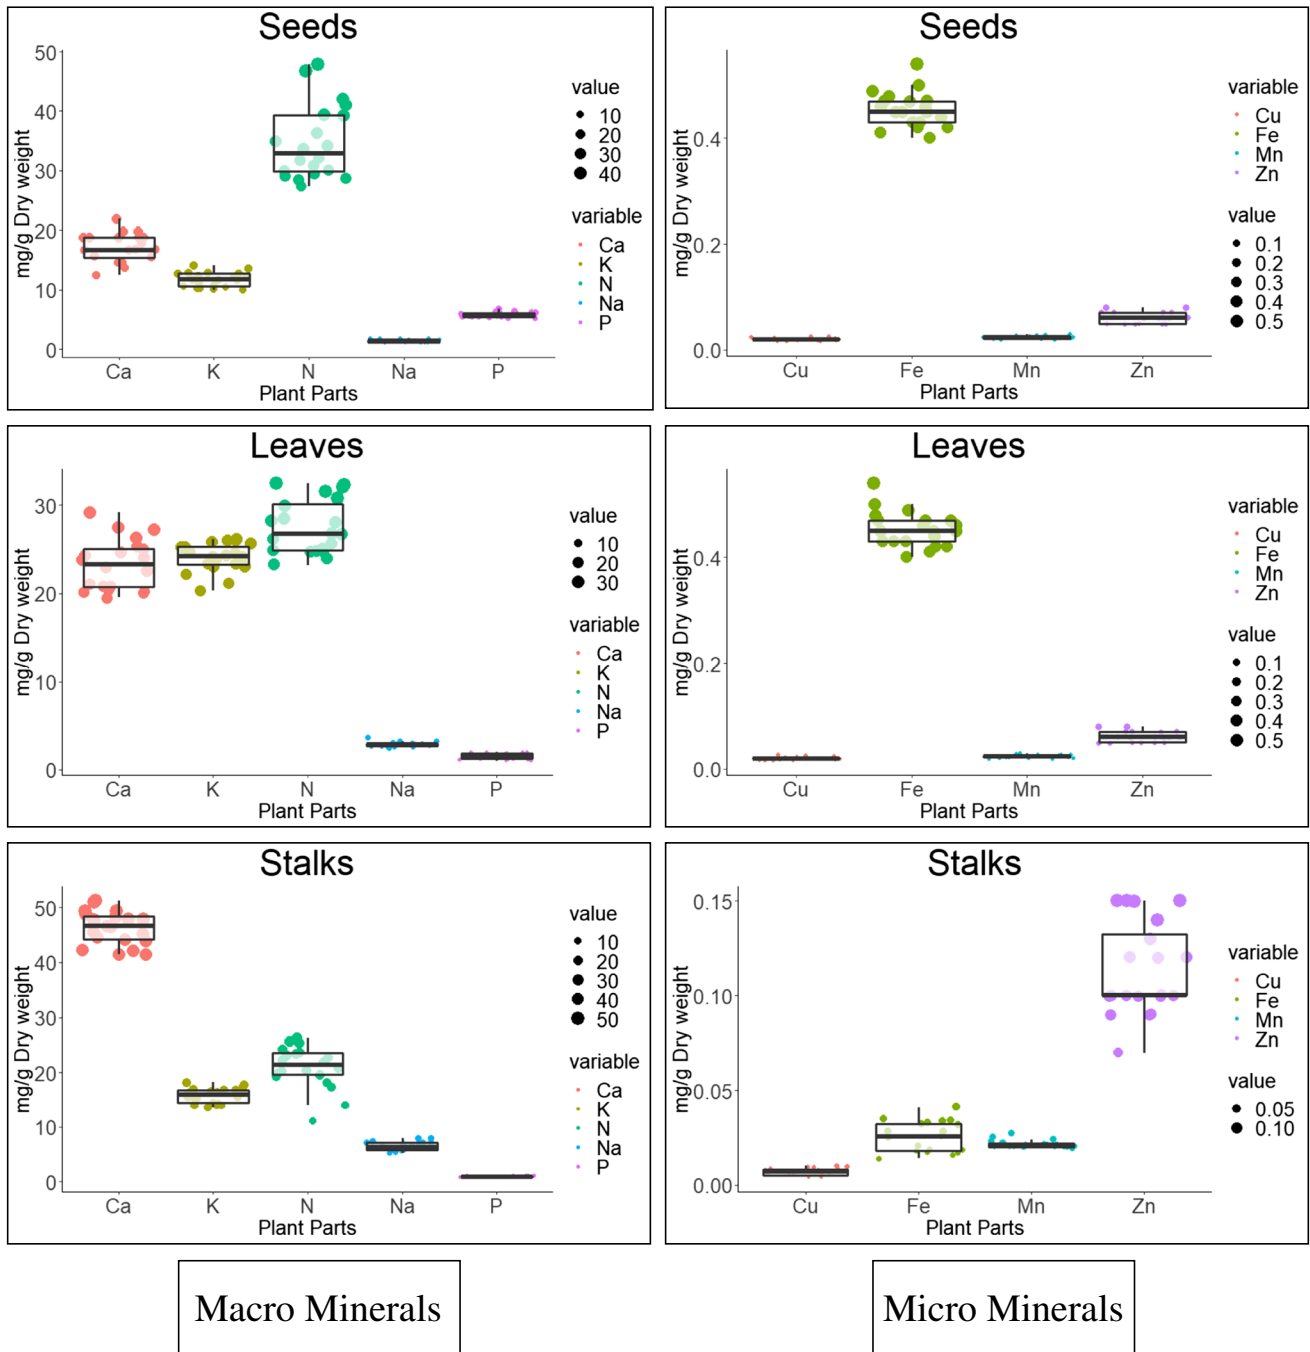 Seeds
mg/g Dry weight
50
40
30
20
10
0
Ca K N Na P
Plant Parts
value
10
20
30
40
variable
Ca
K
N
Na
P
Seeds
mg/g Dry weight
0.4
0.2
0.0
Cu Fe Mn Zn
Plant Parts
variable
Cu
Fe
Mn
Zn
value
0.1
0.2
0.3
0.4
0.5
Leaves
mg/g Dry weight
30
20
10
0
Ca K N Na P
Plant Parts
value
10
20
30
variable
Ca
K
N
Na
P
Leaves
mg/g Dry weight
0.4
0.2
0.0
Cu Fe Mn Zn
Plant Parts
variable
Cu
Fe
Mn
Zn
value
0.1
0.2
0.3
0.4
0.5
Stalks
mg/g Dry weight
50
40
30
20
10
0
Ca K N Na P
Plant Parts
value
10
20
30
40
50
variable
Ca
K
N
Na
P
Stalks
mg/g Dry weight
0.15
0.10
0.05
0.00
Cu Fe Mn Zn
Plant Parts
variable
Cu
Fe
Mn
Zn
value
0.05
0.10
Macro Minerals
Micro Minerals